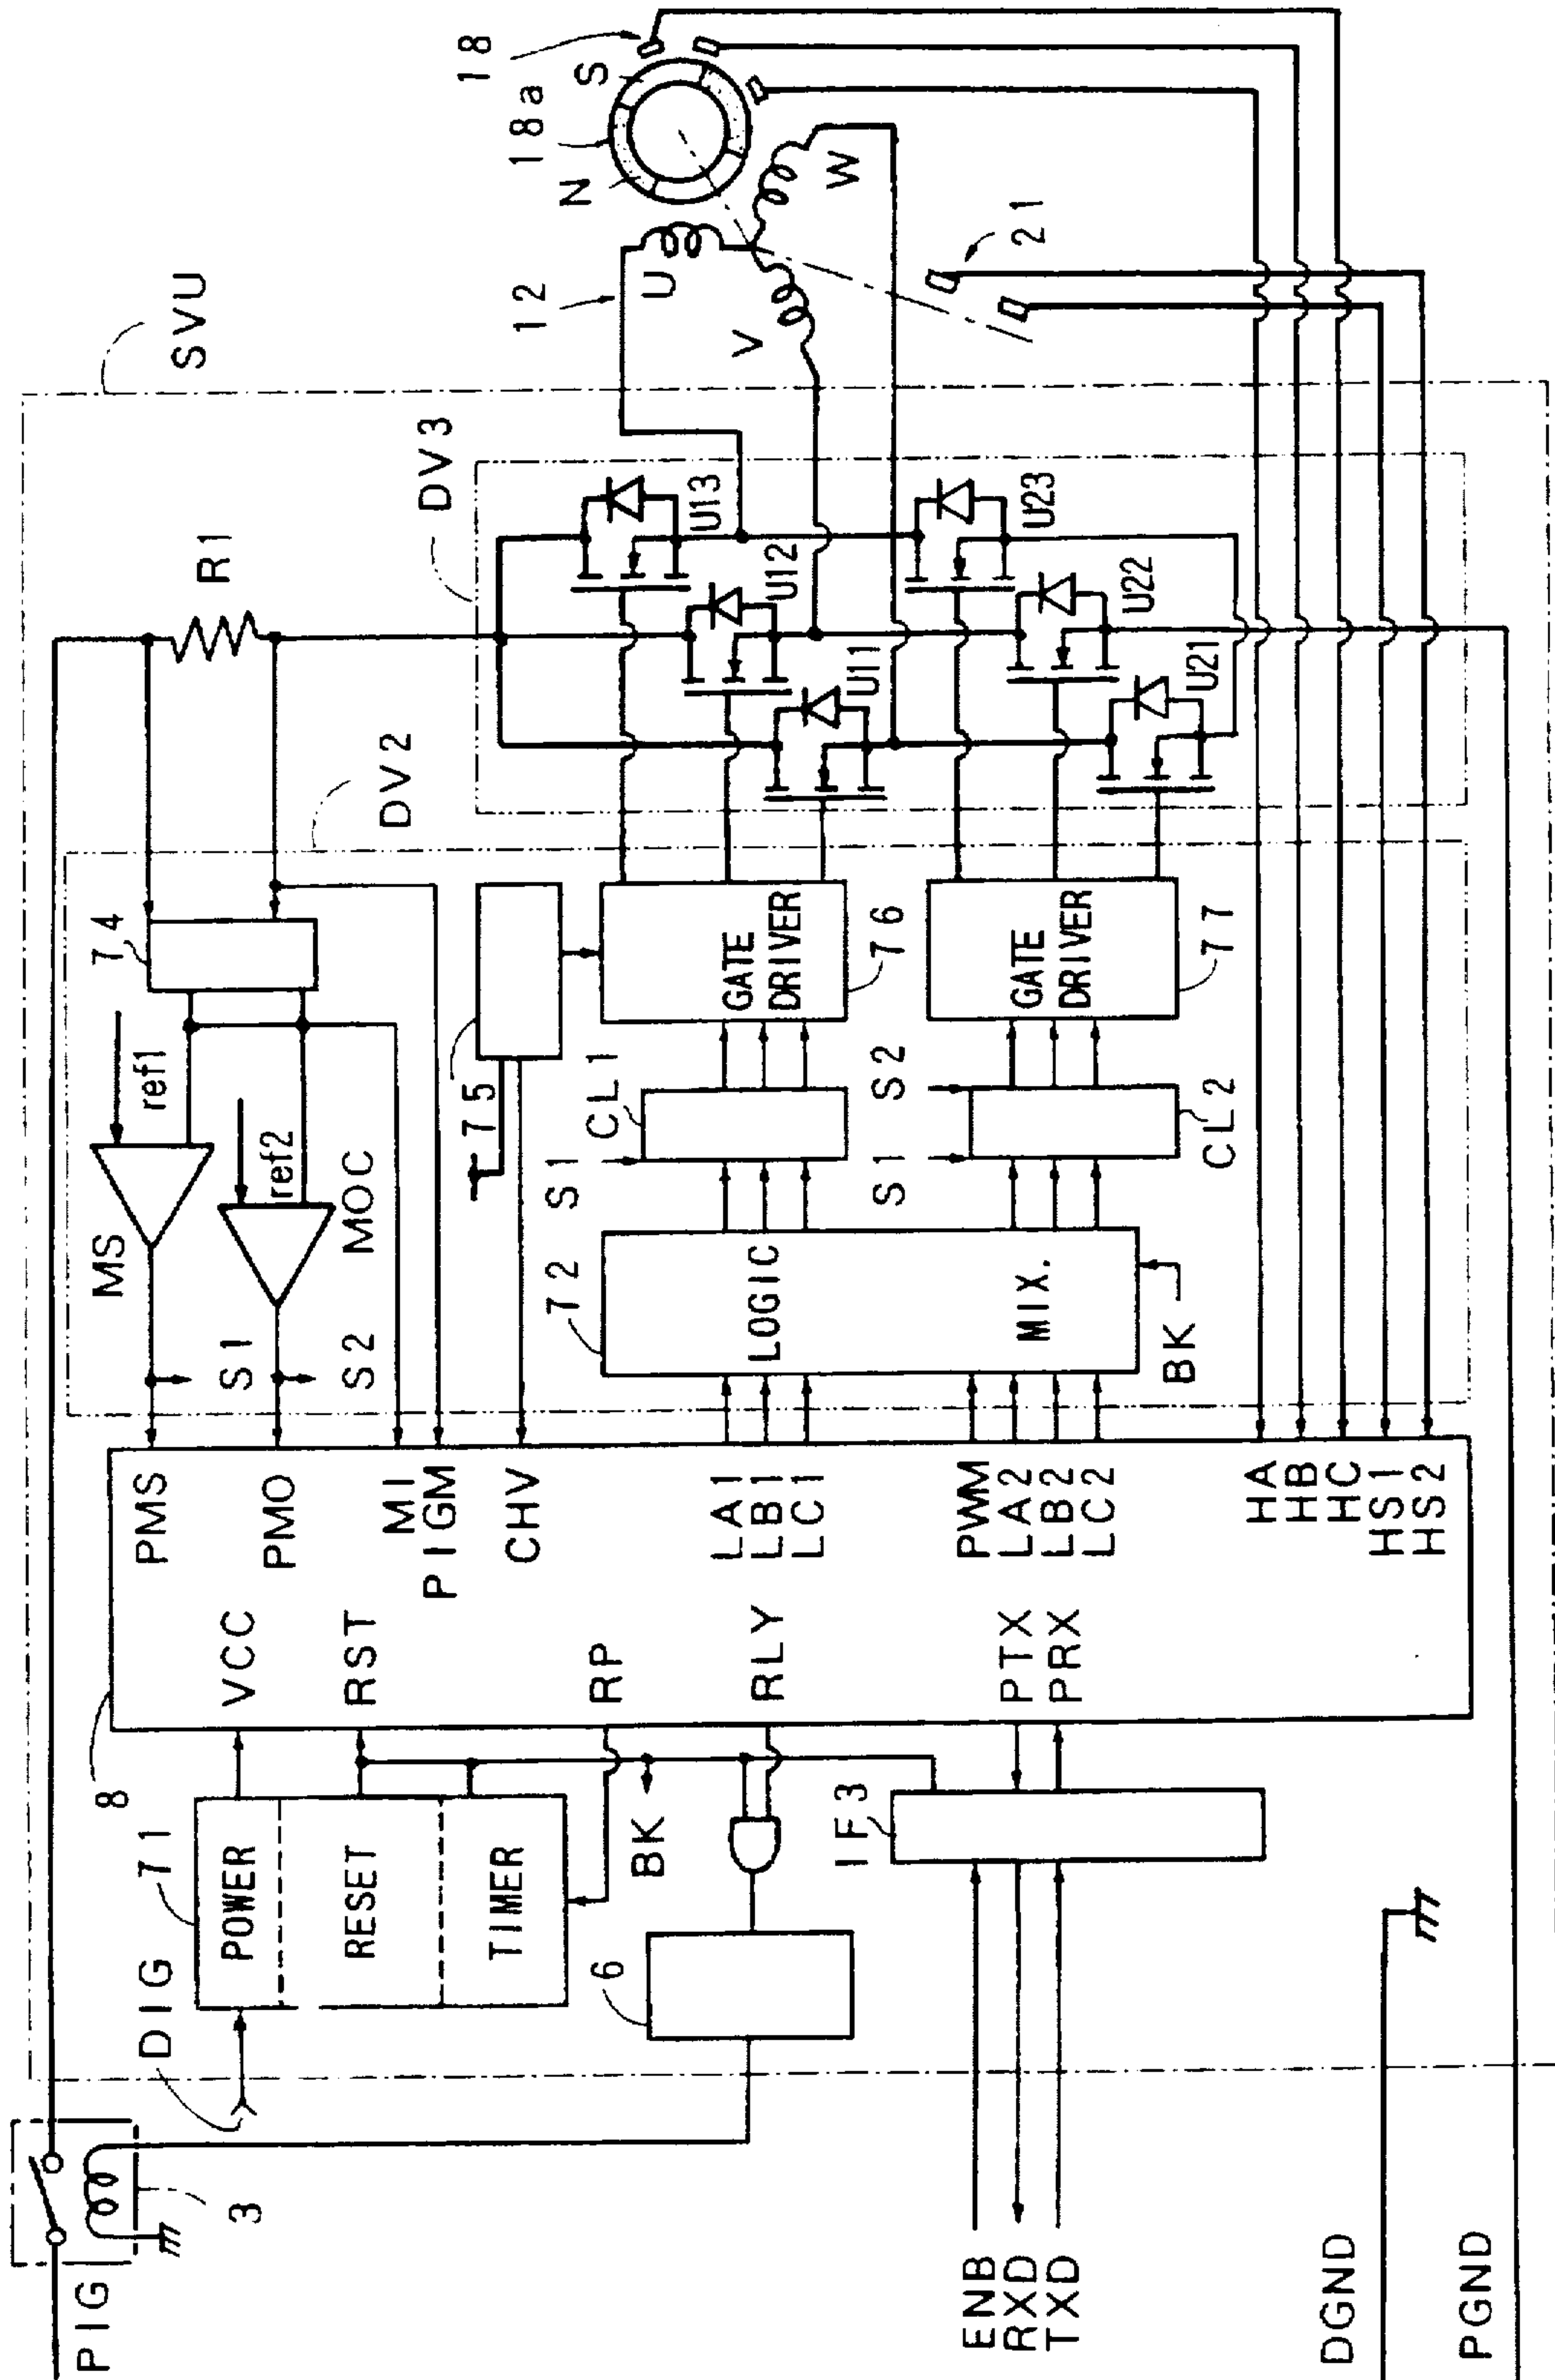 PIG
3
DIG
71
POWER
RESET
TIMER
6
BK
IF3
ENB
RXD
TXD
DGND
PGND
8
VCC
RST
RP
RLY
PTX
PRX
PMS
PMO
MI
PIGM
CHV
LA1
LB1
LC1
PWM
LA2
LB2
LC2
HA
HB
HC
HS1
HS2
MS
S1
S2
MOC
ref1
ref2
74
75
72
LOGIC
MIX.
BK
S1
CL1
S1
S2
CL2
GATE
DRIVER
76
GATE
DRIVER
77
DV2
R1
DV3
U13
U12
U11
U23
U22
U21
SVU
12
U
V
W
N
18a
S
18
21